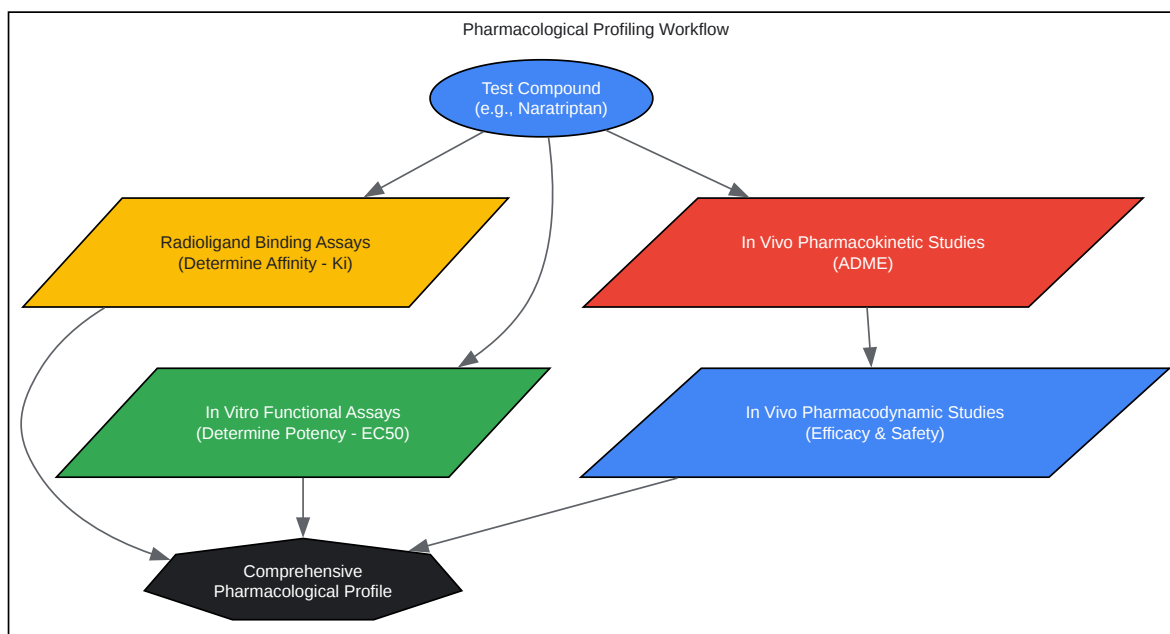 Pharmacological Profiling Workflow
Test Compound
(e.g., Naratriptan)
Radioligand Binding Assays
(Determine Affinity - Ki)
In Vivo Pharmacokinetic Studies
(ADME)
In Vitro Functional Assays
(Determine Potency - EC50)
In Vivo Pharmacodynamic Studies
(Efficacy & Safety)
Comprehensive
Pharmacological Profile